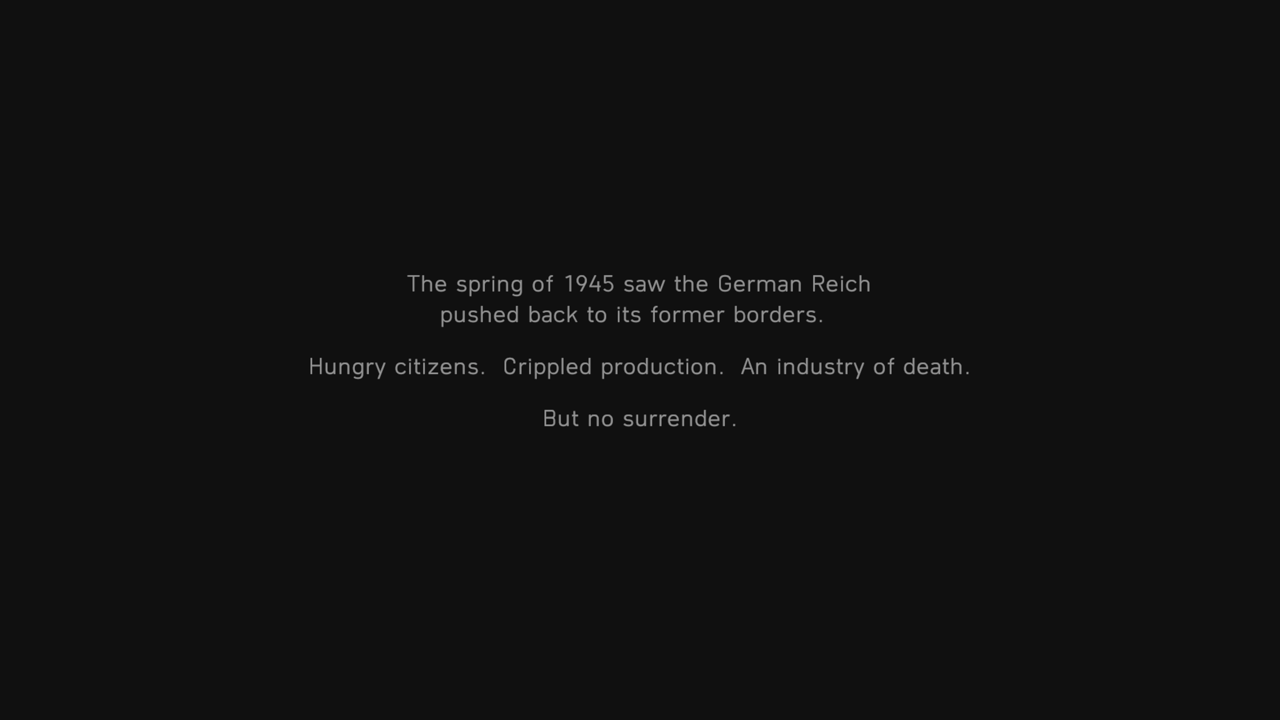 The spring of 1945 saw the German Reich
pushed back to its former borders.
Hungry citizens.  Crippled production.  An industry of death.
But no surrender.